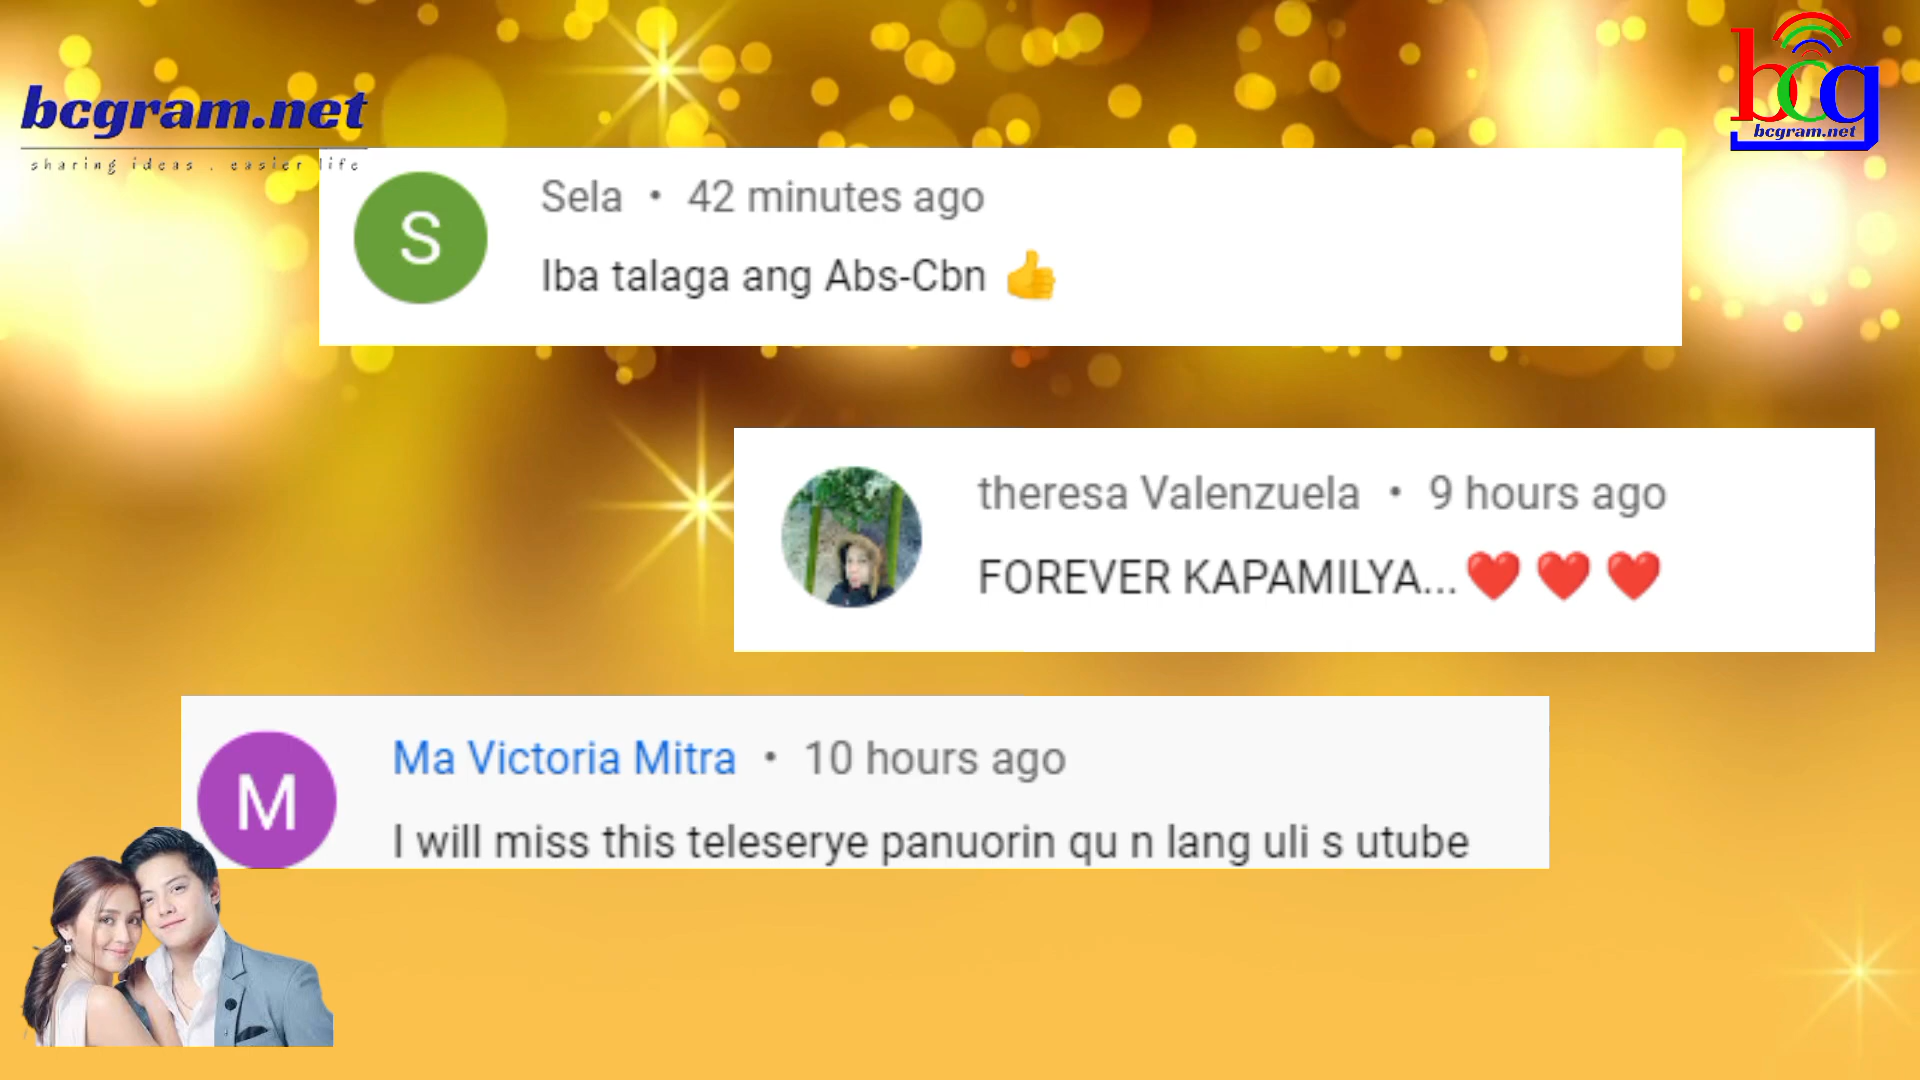 bcgram.net
sharing ideas . easier life
bcg
bcgram.net
S
Sela • 42 minutes ago
Iba talaga ang Abs-Cbn 👍
theresa Valenzuela • 9 hours ago
FOREVER KAPAMILYA...❤️ ❤️ ❤️
M
Ma Victoria Mitra • 10 hours ago
I will miss this teleserye panuorin qu n lang uli s utube